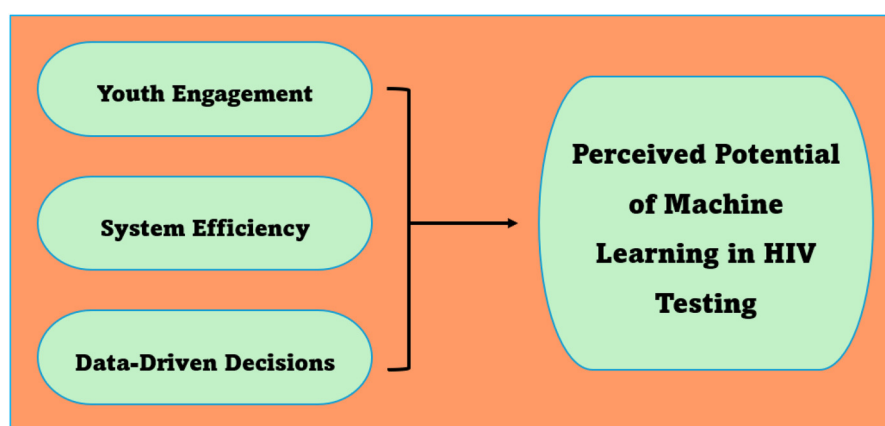 Youth Engagement
System Efficiency
Data-Driven Decisions
Perceived Potential
of Machine
Learning in HIV
Testing